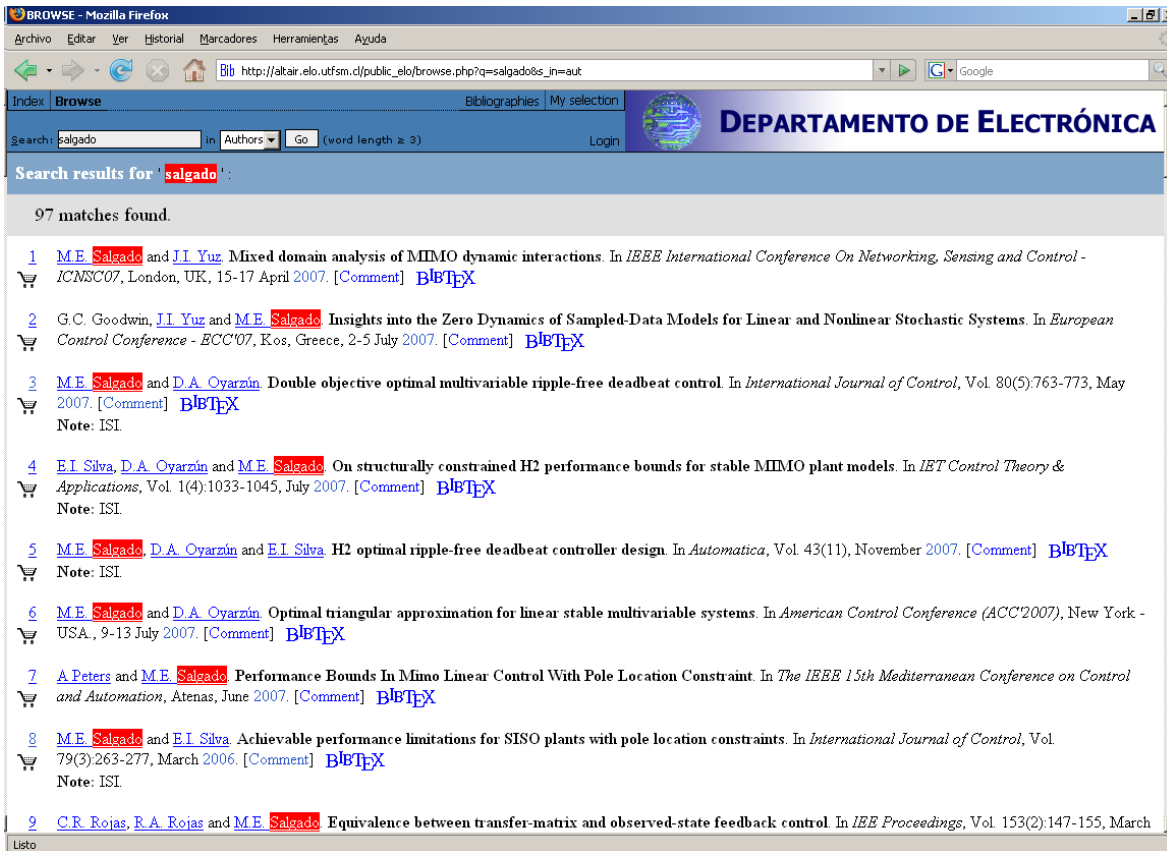 BROWSE - Mozilla Firefox
Archivo Editar Ver Historial Marcadores Herramientas Ayuda
Bib http://altair.elo.utfsm.cl/public_elo/browse.php?q=salgado&s_in=aut
G Google
Index Browse Bibliographies My selection
DEPARTAMENTO DE ELECTRÓNICA
Search: salgado in Authors Go (word length ≥ 3) Login
Search results for ' salgado ' :
97 matches found.
1 M.E. Salgado and J.I. Yuz. Mixed domain analysis of MIMO dynamic interactions. In IEEE International Conference On Networking, Sensing and Control -
ICNSC07, London, UK, 15-17 April 2007. [Comment] BIBTEX
2 G.C. Goodwin, J.I. Yuz and M.E. Salgado. Insights into the Zero Dynamics of Sampled-Data Models for Linear and Nonlinear Stochastic Systems. In European
Control Conference - ECC'07, Kos, Greece, 2-5 July 2007. [Comment] BIBTEX
3 M.E. Salgado and D.A. Oyarzún. Double objective optimal multivariable ripple-free deadbeat control. In International Journal of Control, Vol. 80(5):763-773, May
2007. [Comment] BIBTEX
Note: ISI.
4 E.I. Silva, D.A. Oyarzún and M.E. Salgado. On structurally constrained H2 performance bounds for stable MIMO plant models. In IET Control Theory &
Applications, Vol. 1(4):1033-1045, July 2007. [Comment] BIBTEX
Note: ISI.
5 M.E. Salgado, D.A. Oyarzún and E.I. Silva. H2 optimal ripple-free deadbeat controller design. In Automatica, Vol. 43(11), November 2007. [Comment] BIBTEX
Note: ISI.
6 M.E. Salgado and D.A. Oyarzún. Optimal triangular approximation for linear stable multivariable systems. In American Control Conference (ACC'2007), New York -
USA., 9-13 July 2007. [Comment] BIBTEX
7 A Peters and M.E. Salgado. Performance Bounds In Mimo Linear Control With Pole Location Constraint. In The IEEE 15th Mediterranean Conference on Control
and Automation, Atenas, June 2007. [Comment] BIBTEX
8 M.E. Salgado and E.I. Silva. Achievable performance limitations for SISO plants with pole location constraints. In International Journal of Control, Vol.
79(3):263-277, March 2006. [Comment] BIBTEX
Note: ISI.
9 C.R. Rojas, R.A. Rojas and M.E. Salgado. Equivalence between transfer-matrix and observed-state feedback control. In IEE Proceedings, Vol. 153(2):147-155, March
Listo